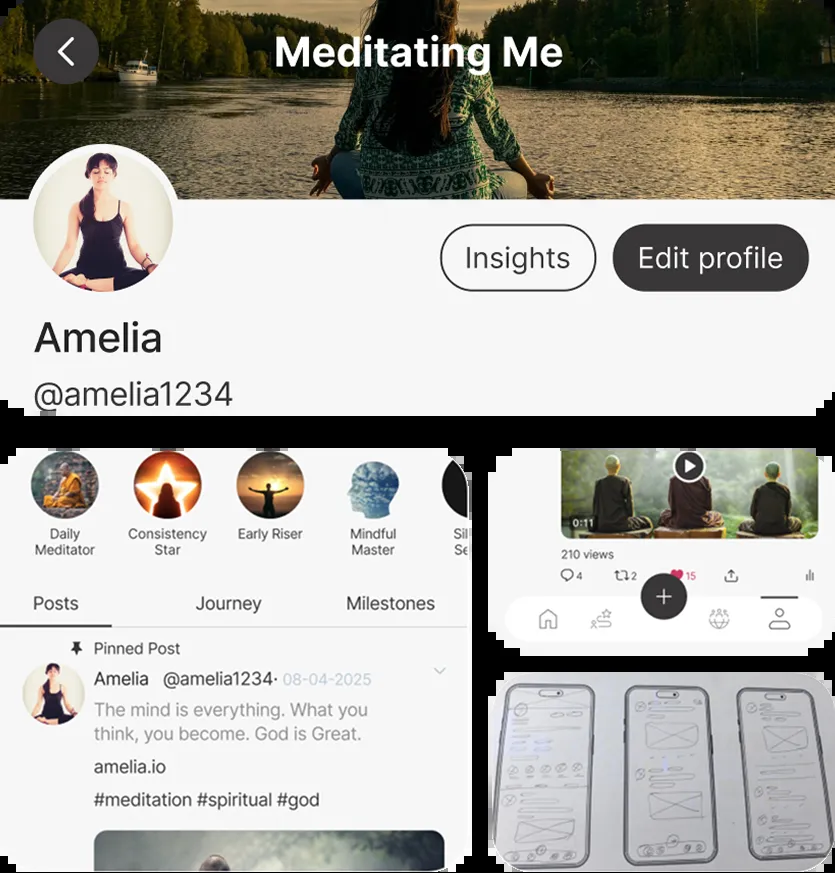 Meditating Me
Insights
Edit profile
Amelia
@amelia1234
Daily
Meditator
Consistency
Star
Early Riser
Mindful
Master
Posts
Journey
Milestones
Pinned Post
Amelia @amelia1234· 08-04-2025
The mind is everything. What you
think, you become. God is Great.
amelia.io
#meditation #spiritual #god
0:11
210 views
4
2
15